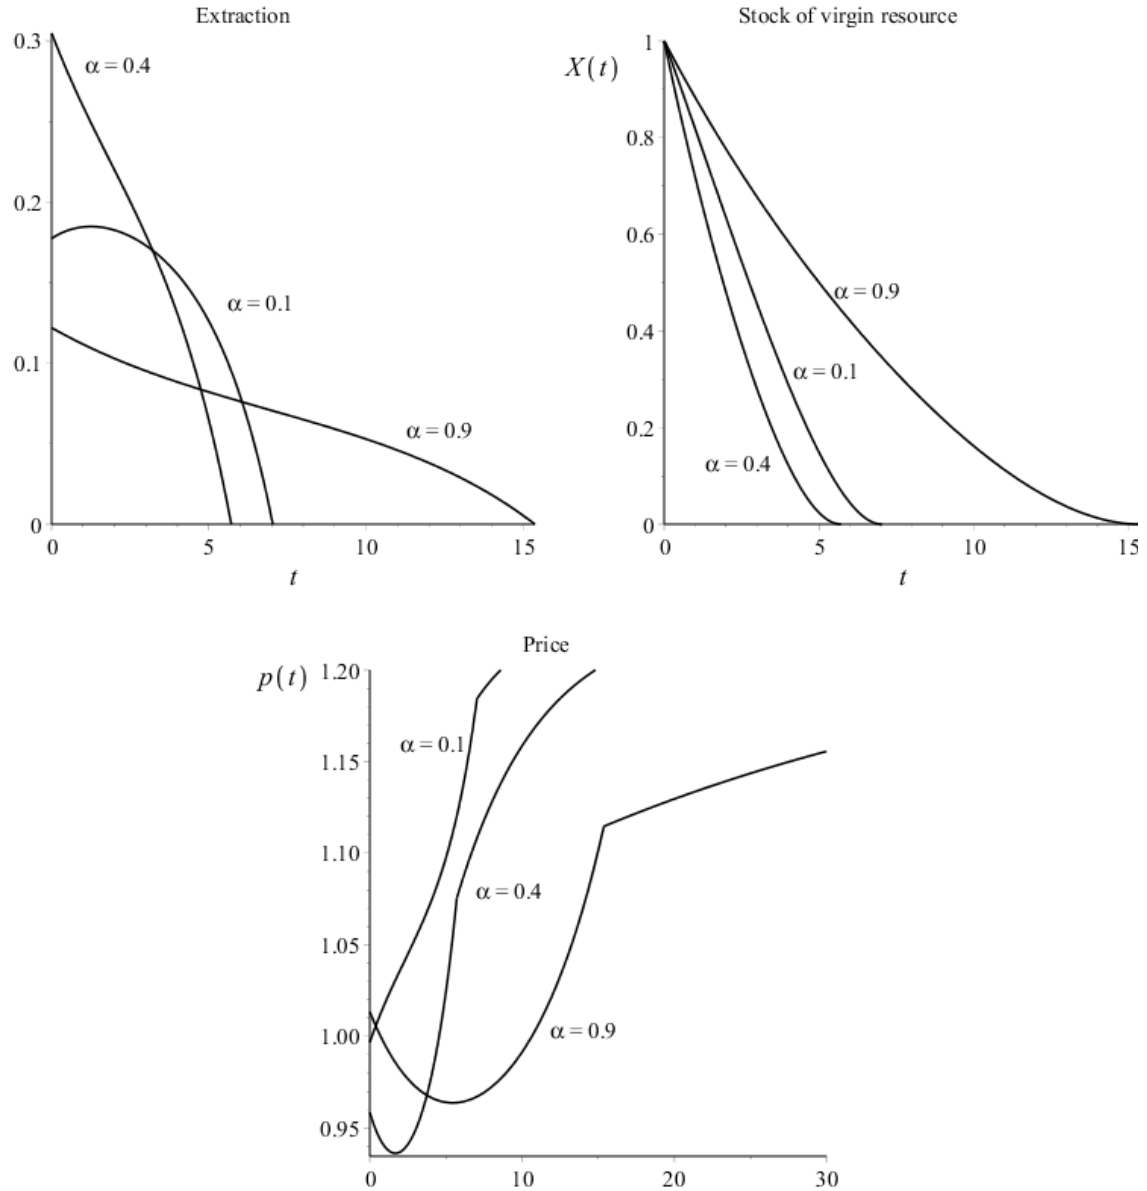 Extraction
0.3
α = 0.4
0.2
α = 0.1
0.1
α = 0.9
0
0 5 10 15
t
Stock of virgin resource
X(t)
1
0.8
0.6
α = 0.9
0.4
α = 0.1
0.2
α = 0.4
0
0 5 10 15
t
Price
p(t)
1.20
α = 0.1
1.15
1.10
α = 0.4
1.05
1.00
α = 0.9
0.95
0 10 20 30